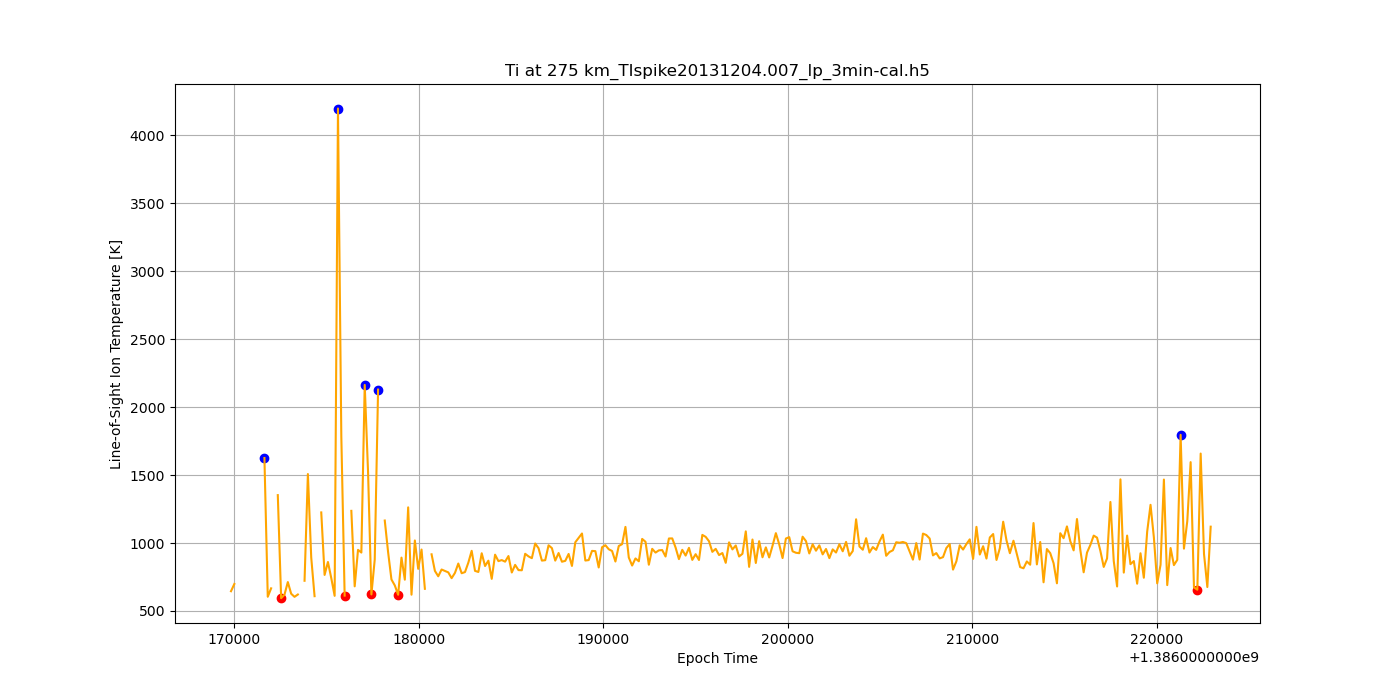 Ti at 275 km_TIspike20131204.007_lp_3min-cal.h5
Line-of-Sight Ion Temperature [K]
4000
3500
3000
2500
2000
1500
1000
500
170000 180000 190000 200000 210000 220000
Epoch Time
+1.3860000000e9